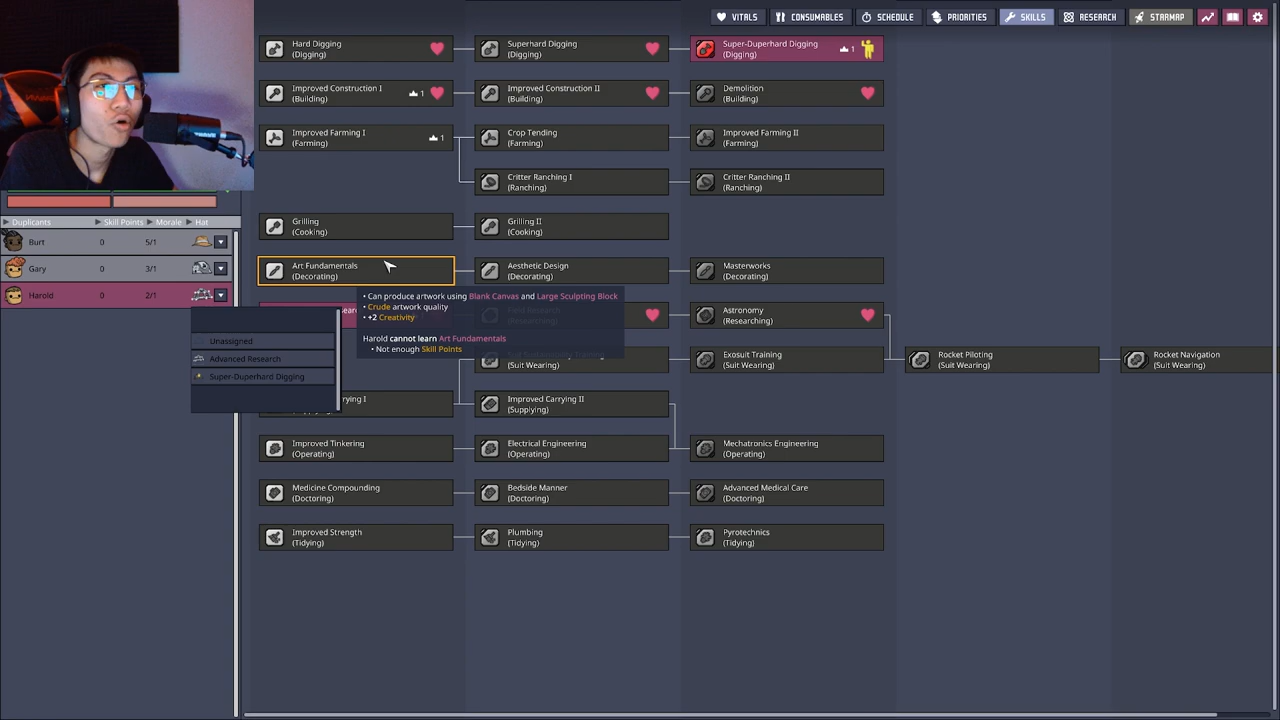 VITALS
CONSUMABLES
SCHEDULE
PRIORITIES
SKILLS
RESEARCH
STARMAP
Hard Digging
(Digging)
Superhard Digging
(Digging)
Super-Duperhard Digging
(Digging)
1
Improved Construction I
(Building)
1
Improved Construction II
(Building)
Demolition
(Building)
Improved Farming I
(Farming)
1
Crop Tending
(Farming)
Improved Farming II
(Farming)
Critter Ranching I
(Ranching)
Critter Ranching II
(Ranching)
Duplicants
Skill Points
Morale
Hat
Burt 0 5/1
Gary 0 3/1
Harold 0 2/1
Unassigned
Advanced Research
Super-Duperhard Digging
Grilling
(Cooking)
Grilling II
(Cooking)
Art Fundamentals
(Decorating)
Aesthetic Design
(Decorating)
Masterworks
(Decorating)
• Can produce artwork using Blank Canvas and Large Sculpting Block
• Crude artwork quality
• +2 Creativity
Harold cannot learn Art Fundamentals
• Not enough Skill Points
Astronomy
(Researching)
Exosuit Training
(Suit Wearing)
Rocket Piloting
(Suit Wearing)
Rocket Navigation
(Suit Wearing)
Improved Carrying II
(Supplying)
Improved Tinkering
(Operating)
Electrical Engineering
(Operating)
Mechatronics Engineering
(Operating)
Medicine Compounding
(Doctoring)
Bedside Manner
(Doctoring)
Advanced Medical Care
(Doctoring)
Improved Strength
(Tidying)
Plumbing
(Tidying)
Pyrotechnics
(Tidying)